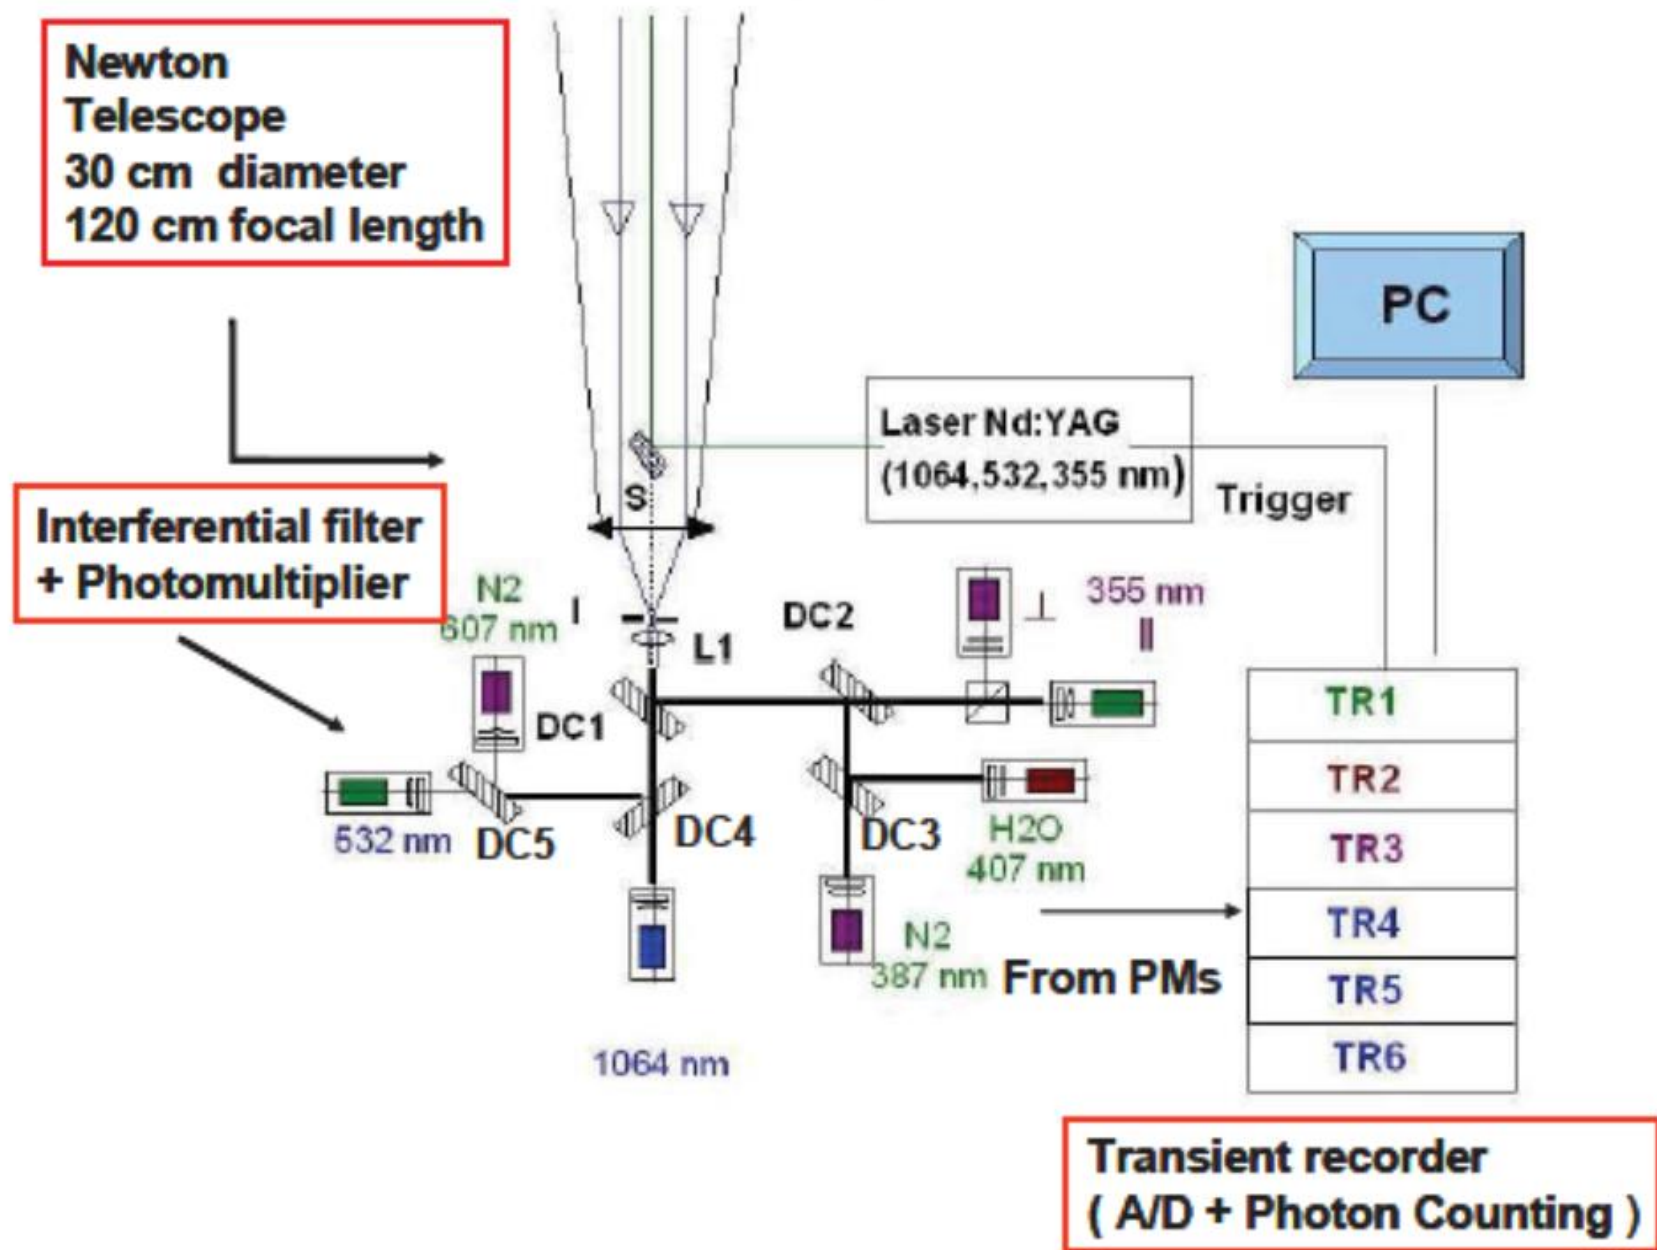 Newton
Telescope
30 cm diameter
120 cm focal length
PC
Laser Nd:YAG
(1064,532,355 nm)
Trigger
S
Interferential filter
+ Photomultiplier
N2
607 nm
L1
DC2
⊥
355 nm
||
DC1
532 nm
DC5
DC4
DC3
H2O
407 nm
N2
387 nm
From PMs
1064 nm
TR1
TR2
TR3
TR4
TR5
TR6
Transient recorder
( A/D + Photon Counting )